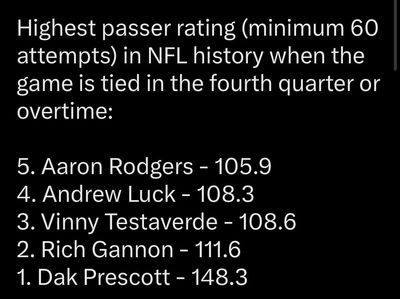 Highest passer rating (minimum 60
attempts) in NFL history when the
game is tied in the fourth quarter or
overtime:
5. Aaron Rodgers - 105.9
4. Andrew Luck - 108.3
3. Vinny Testaverde - 108.6
2. Rich Gannon - 111.6
1. Dak Prescott - 148.3